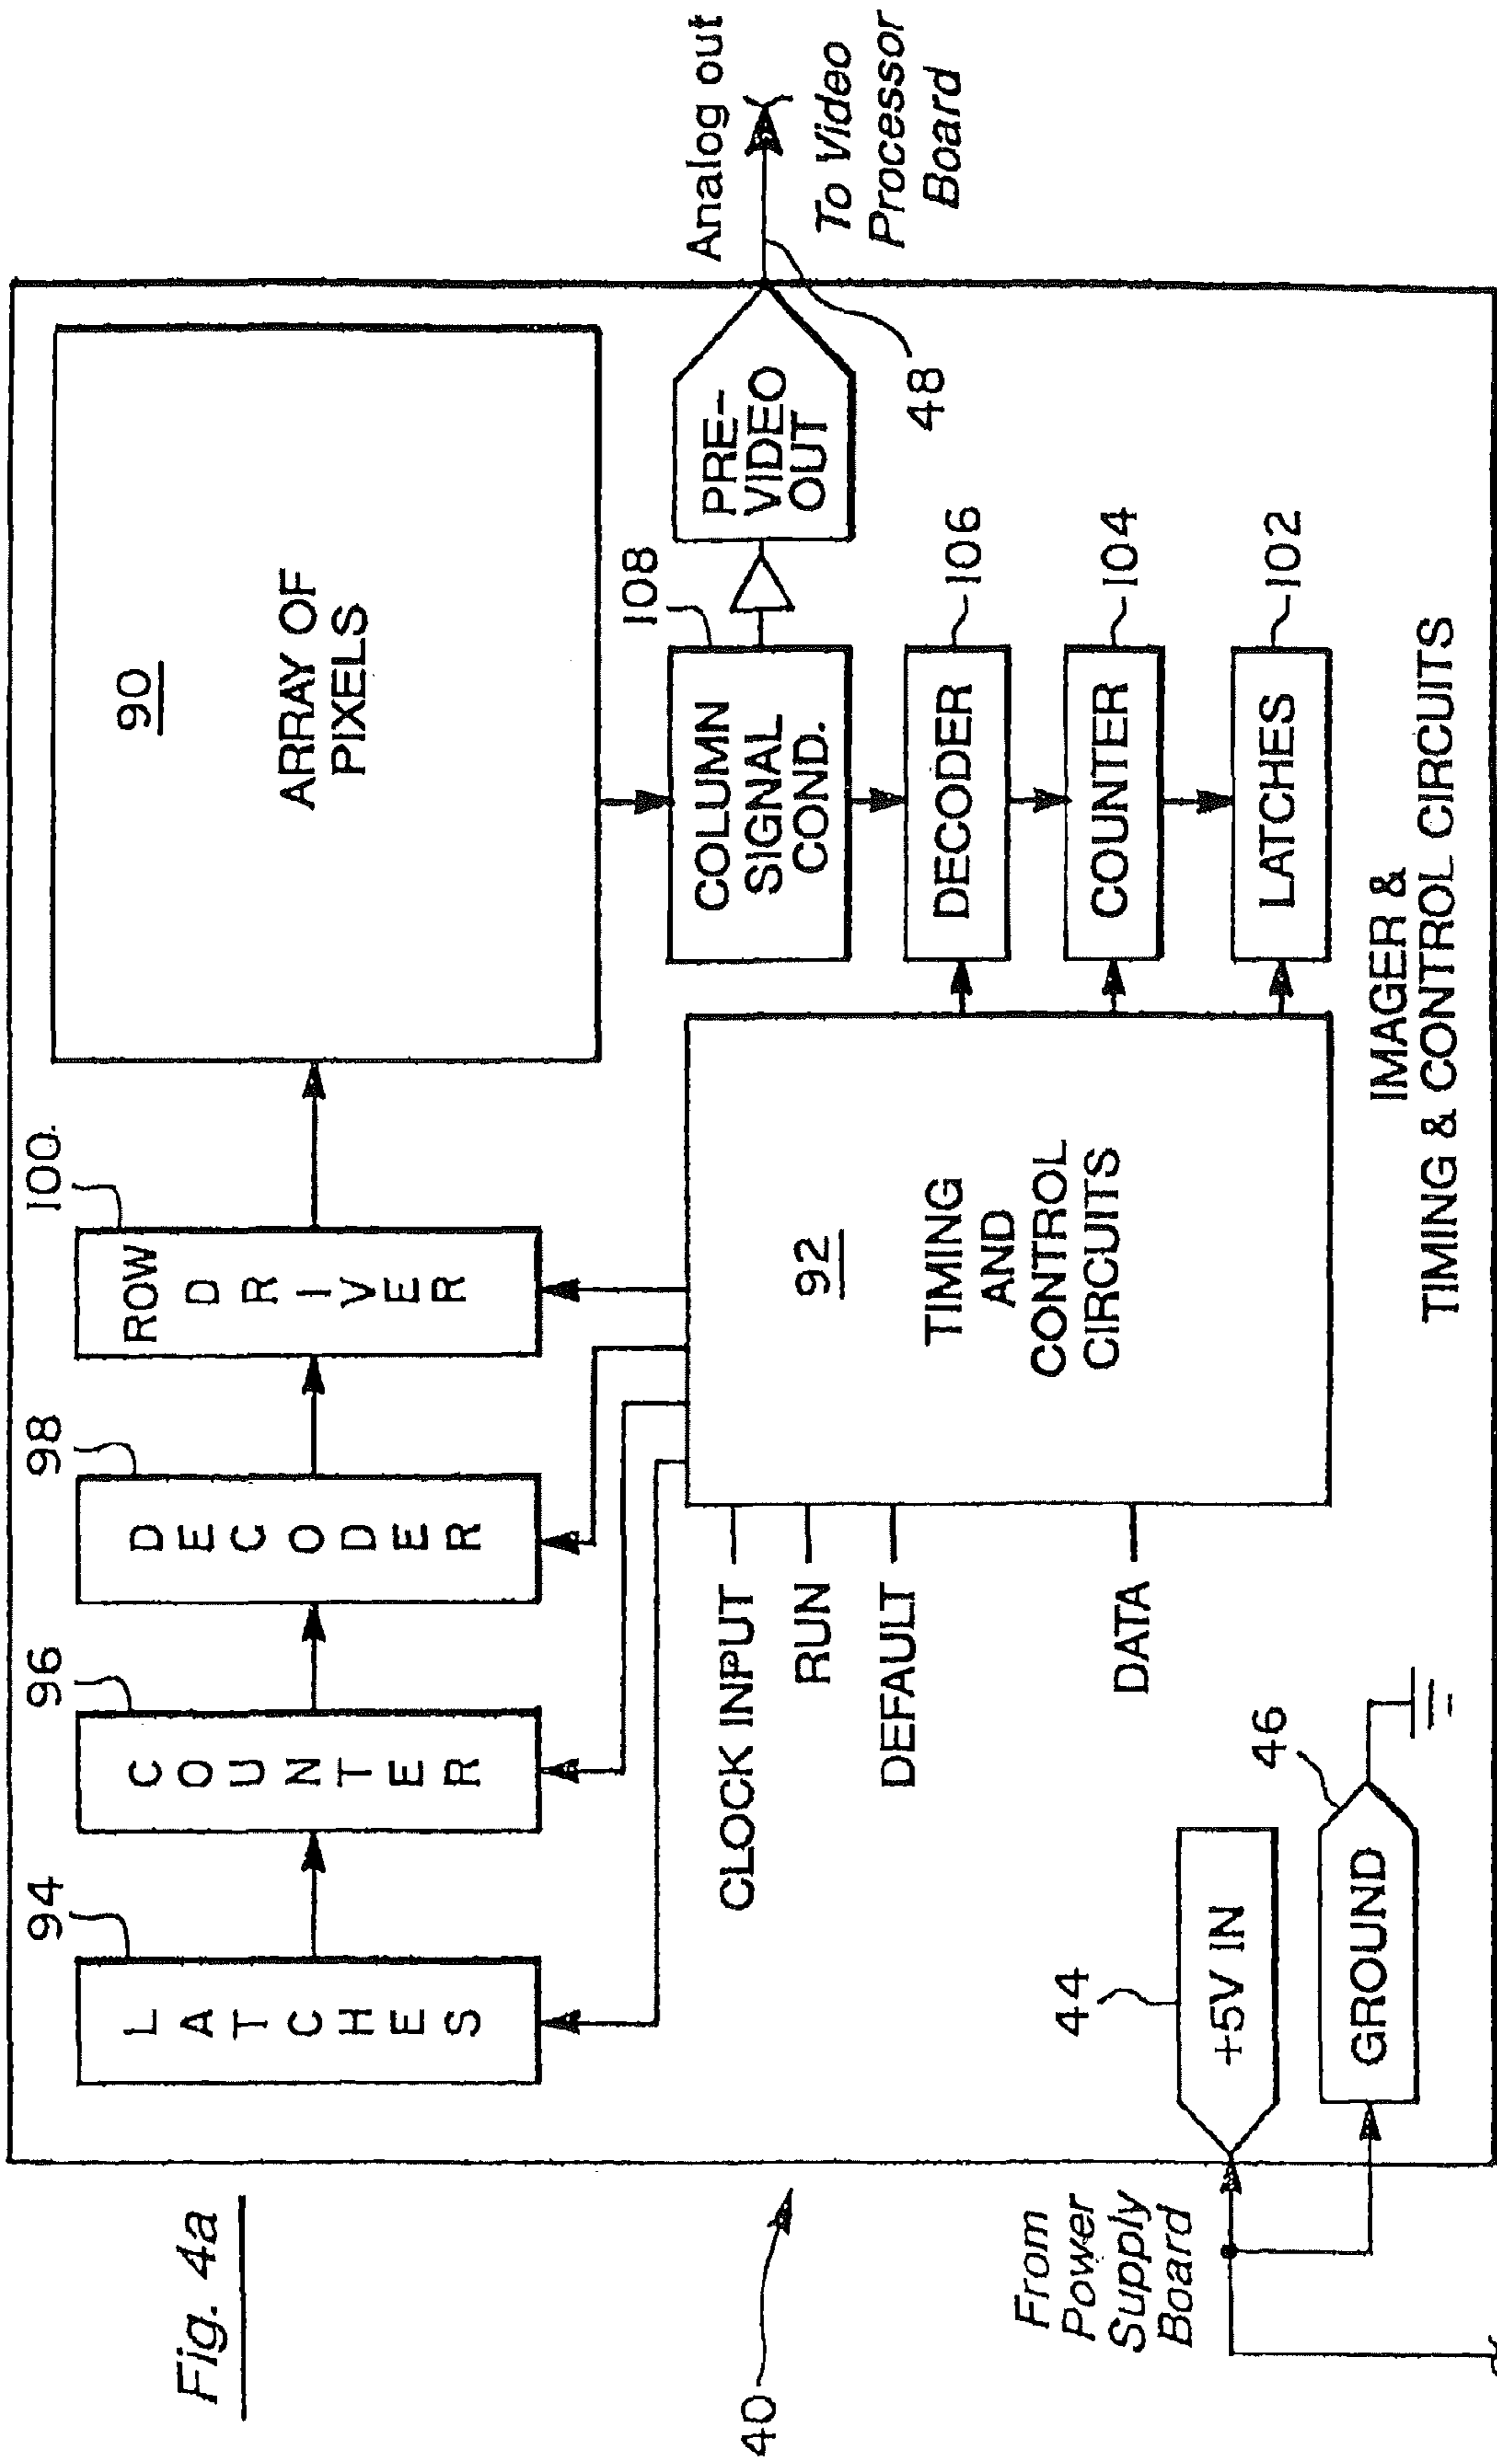 Fig. 4a
40
94
LATCHES
96
COUNTER
98
DECODER
100
ROW
DRIVER
90
ARRAY OF
PIXELS
92
TIMING
AND
CONTROL
CIRCUITS
CLOCK INPUT
RUN
DEFAULT
DATA
108
COLUMN
SIGNAL
COND.
PRE-
VIDEO
OUT
48
Analog out
To Video
Processor
Board
DECODER
106
COUNTER
104
LATCHES
102
From
Power
Supply
Board
44
+5V IN
46
GROUND
IMAGER &
TIMING & CONTROL CIRCUITS